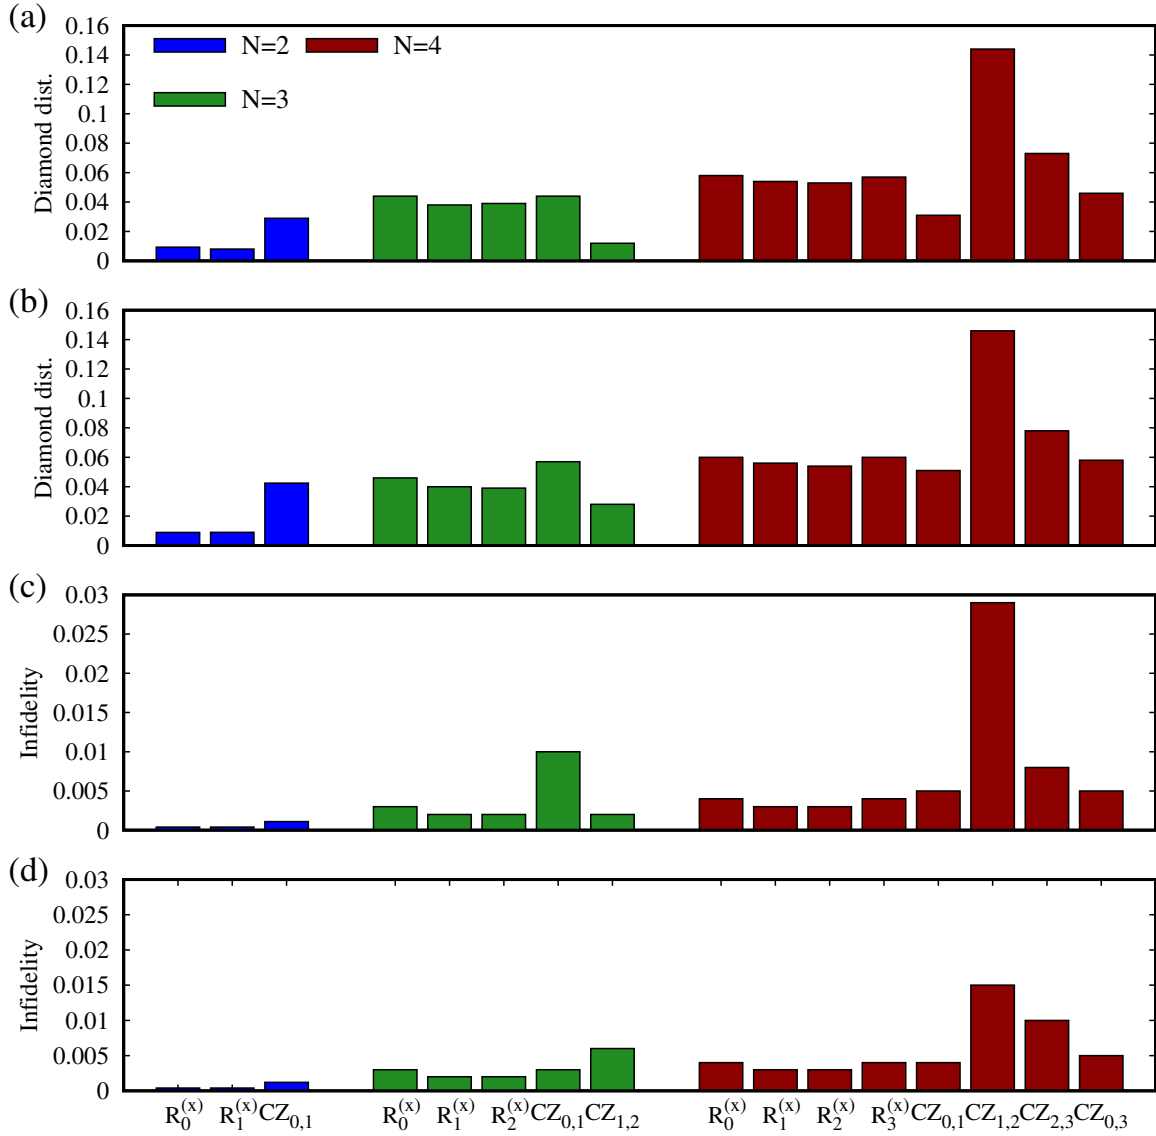 (a)
Diamond dist.
0.16
0.14
0.12
0.1
0.08
0.06
0.04
0.02
0
N=2
N=4
N=3
(b)
Diamond dist.
0.16
0.14
0.12
0.1
0.08
0.06
0.04
0.02
0
(c)
Infidelity
0.03
0.025
0.02
0.015
0.01
0.005
0
(d)
Infidelity
0.03
0.025
0.02
0.015
0.01
0.005
0
R₀⁽ˣ⁾ R₁⁽ˣ⁾ CZ₀,₁ R₀⁽ˣ⁾ R₁⁽ˣ⁾ R₂⁽ˣ⁾ CZ₀,₁ CZ₁,₂ R₀⁽ˣ⁾ R₁⁽ˣ⁾ R₂⁽ˣ⁾ R₃⁽ˣ⁾ CZ₀,₁ CZ₁,₂ CZ₂,₃ CZ₀,₃